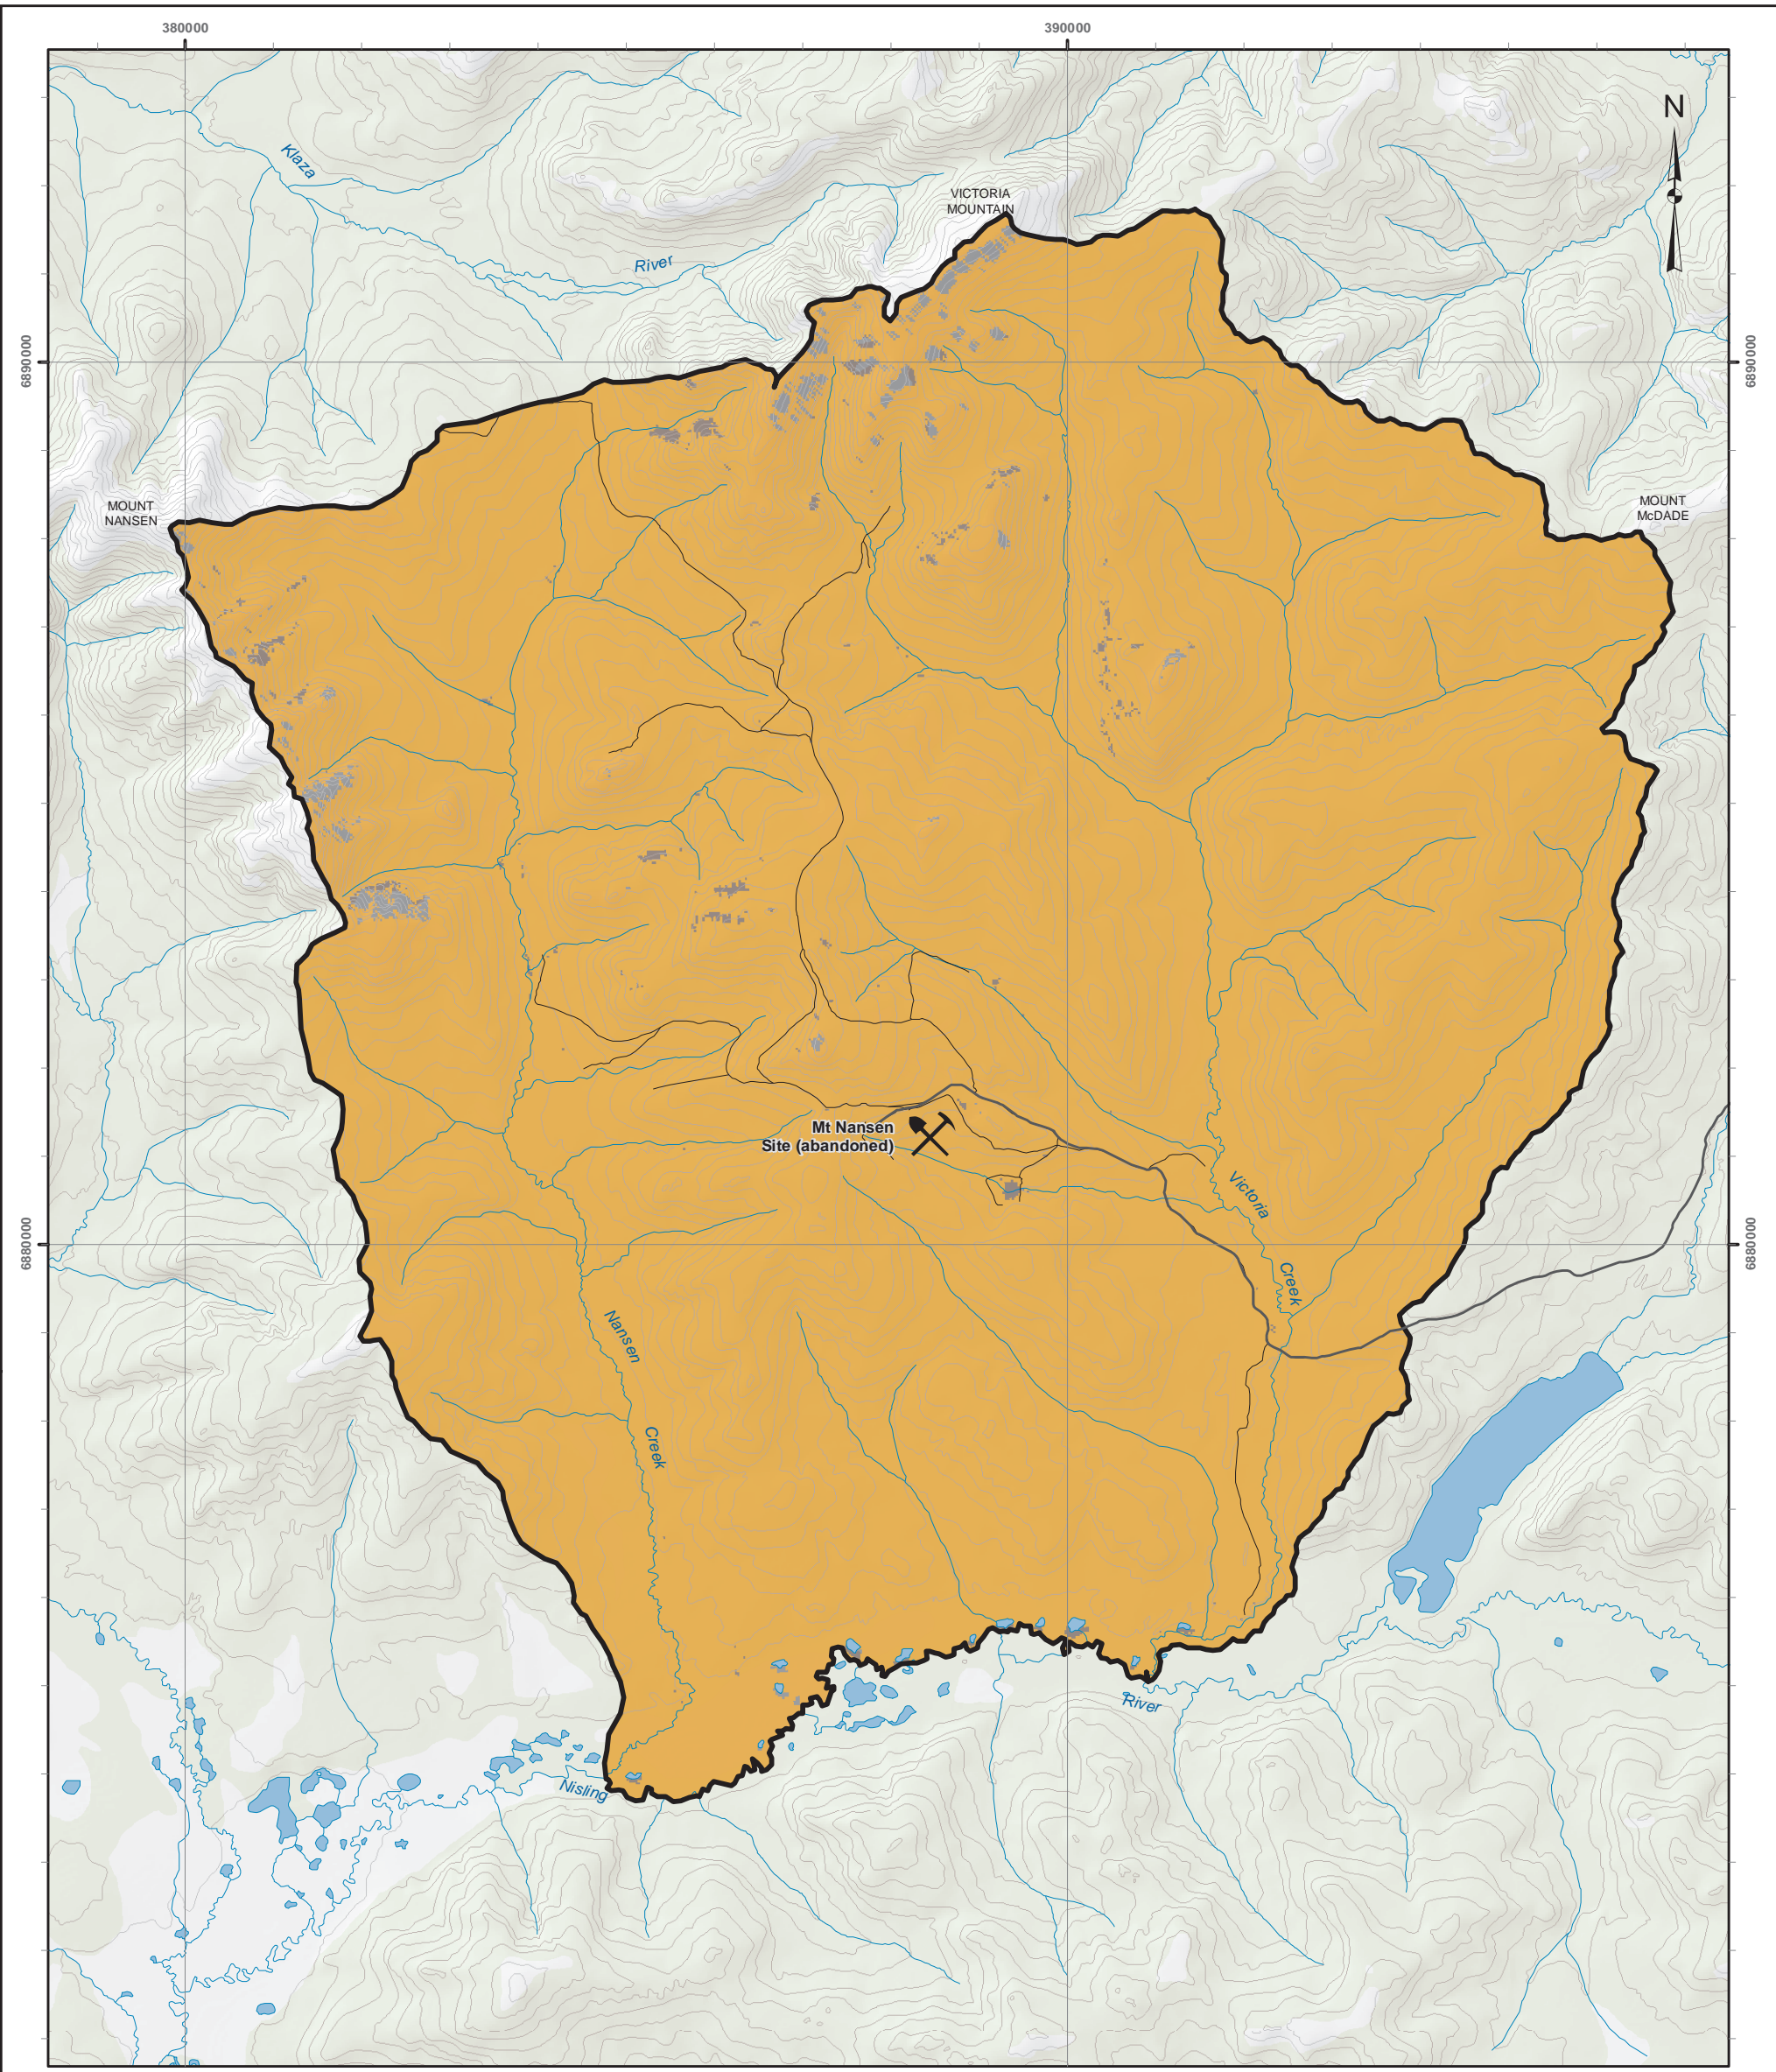 380000
390000
N
Klaza
VICTORIA
MOUNTAIN
River
6890000
6890000
MOUNT
NANSEN
MOUNT
McDADE
Mt Nansen
Site (abandoned)
Victoria
6880000
6880000
Creek
Nansen
Creek
River
Nisling